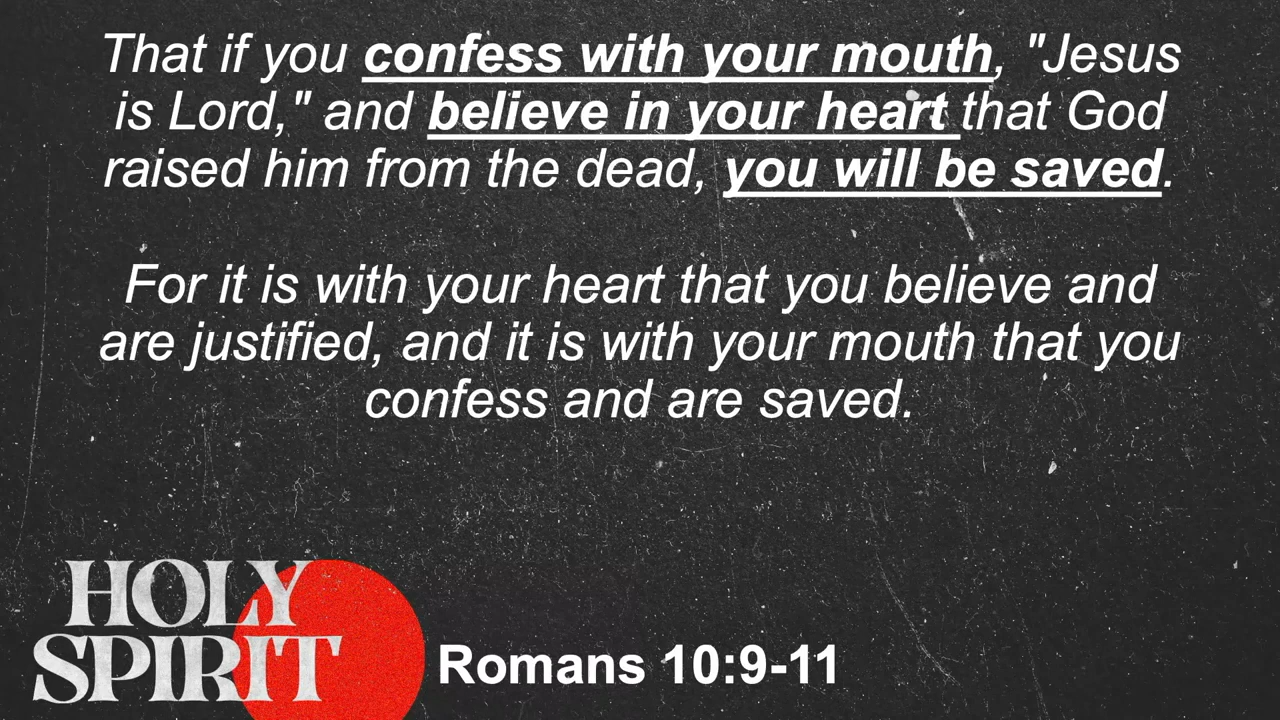 That if you confess with your mouth, "Jesus
is Lord," and believe in your heart that God
raised him from the dead, you will be saved.
For it is with your heart that you believe and
are justified, and it is with your mouth that you
confess and are saved.
HOLY
SPIRIT
Romans 10:9-11